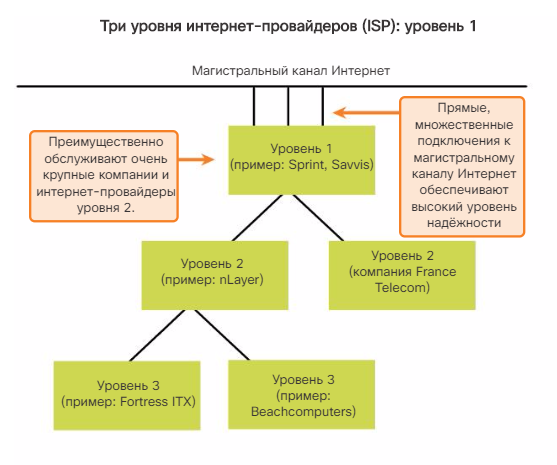 Три уровня интернет-провайдеров (ISP): уровень 1
Магистральный канал Интернет
Преимущественно
обслуживают очень
крупные компании и
интернет-провайдеры
уровня 2.
Уровень 1
(пример: Sprint, Savvis)
Прямые,
множественные
подключения к
магистральному
каналу Интернет
обеспечивают
высокий уровень
надёжности
Уровень 2
(пример: nLayer)
Уровень 2
(компания France
Telecom)
Уровень 3
(пример: Fortress ITX)
Уровень 3
(пример:
Beachcomputers)